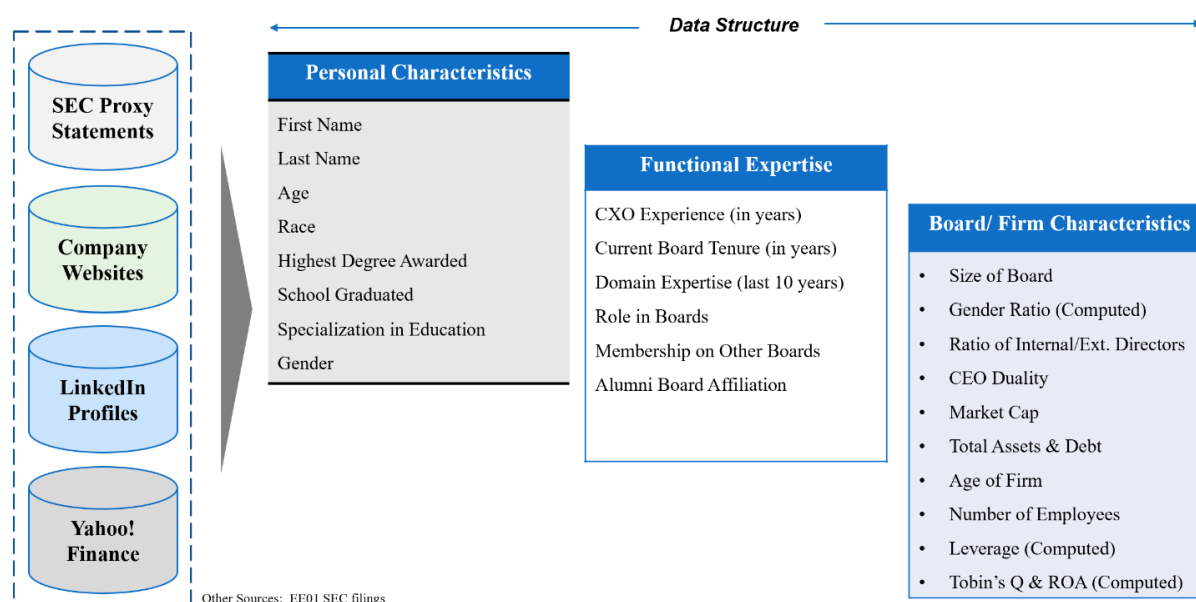 Data Structure
SEC Proxy
Statements
Company
Websites
LinkedIn
Profiles
Yahoo!
Finance
Personal Characteristics
First Name
Last Name
Age
Race
Highest Degree Awarded
School Graduated
Specialization in Education
Gender
Functional Expertise
CXO Experience (in years)
Current Board Tenure (in years)
Domain Expertise (last 10 years)
Role in Boards
Membership on Other Boards
Alumni Board Affiliation
Board/ Firm Characteristics
• Size of Board
• Gender Ratio (Computed)
• Ratio of Internal/Ext. Directors
• CEO Duality
• Market Cap
• Total Assets & Debt
• Age of Firm
• Number of Employees
• Leverage (Computed)
• Tobin’s Q & ROA (Computed)
Other Sources: EE01 SEC filings